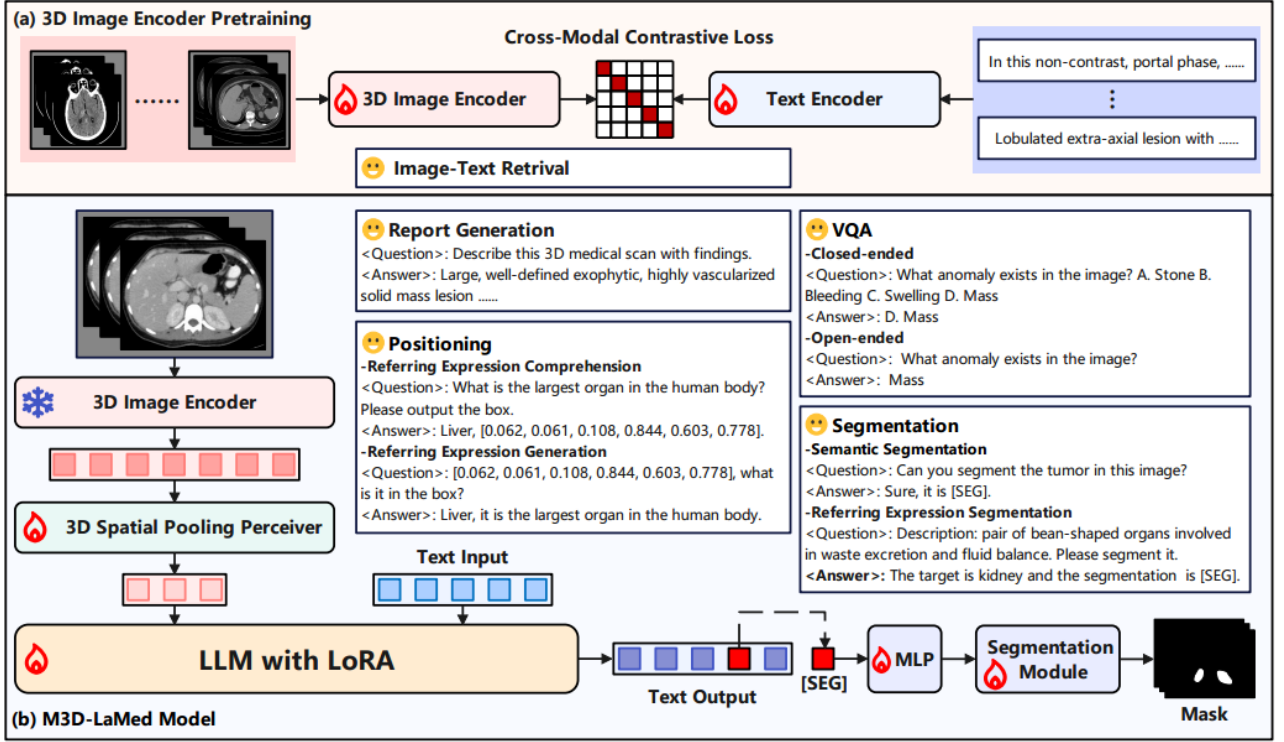 (a) 3D Image Encoder Pretraining
Cross-Modal Contrastive Loss
......
3D Image Encoder
Text Encoder
In this non-contrast, portal phase, ......
⋮
Lobulated extra-axial lesion with ......
Image-Text Retrival
Report Generation
<Question>: Describe this 3D medical scan with findings.
<Answer>: Large, well-defined exophytic, highly vascularized
solid mass lesion ......
VQA
-Closed-ended
<Question>: What anomaly exists in the image? A. Stone B.
Bleeding C. Swelling D. Mass
<Answer>: D. Mass
-Open-ended
<Question>: What anomaly exists in the image?
<Answer>: Mass
Positioning
-Referring Expression Comprehension
<Question>: What is the largest organ in the human body?
Please output the box.
<Answer>: Liver, [0.062, 0.061, 0.108, 0.844, 0.603, 0.778].
-Referring Expression Generation
<Question>: [0.062, 0.061, 0.108, 0.844, 0.603, 0.778], what
is it in the box?
<Answer>: Liver, it is the largest organ in the human body.
Segmentation
-Semantic Segmentation
<Question>: Can you segment the tumor in this image?
<Answer>: Sure, it is [SEG].
-Referring Expression Segmentation
<Question>: Description: pair of bean-shaped organs involved
in waste excretion and fluid balance. Please segment it.
<Answer>: The target is kidney and the segmentation is [SEG].
3D Image Encoder
3D Spatial Pooling Perceiver
Text Input
LLM with LoRA
Text Output
[SEG]
MLP
Segmentation
Module
Mask
(b) M3D-LaMed Model